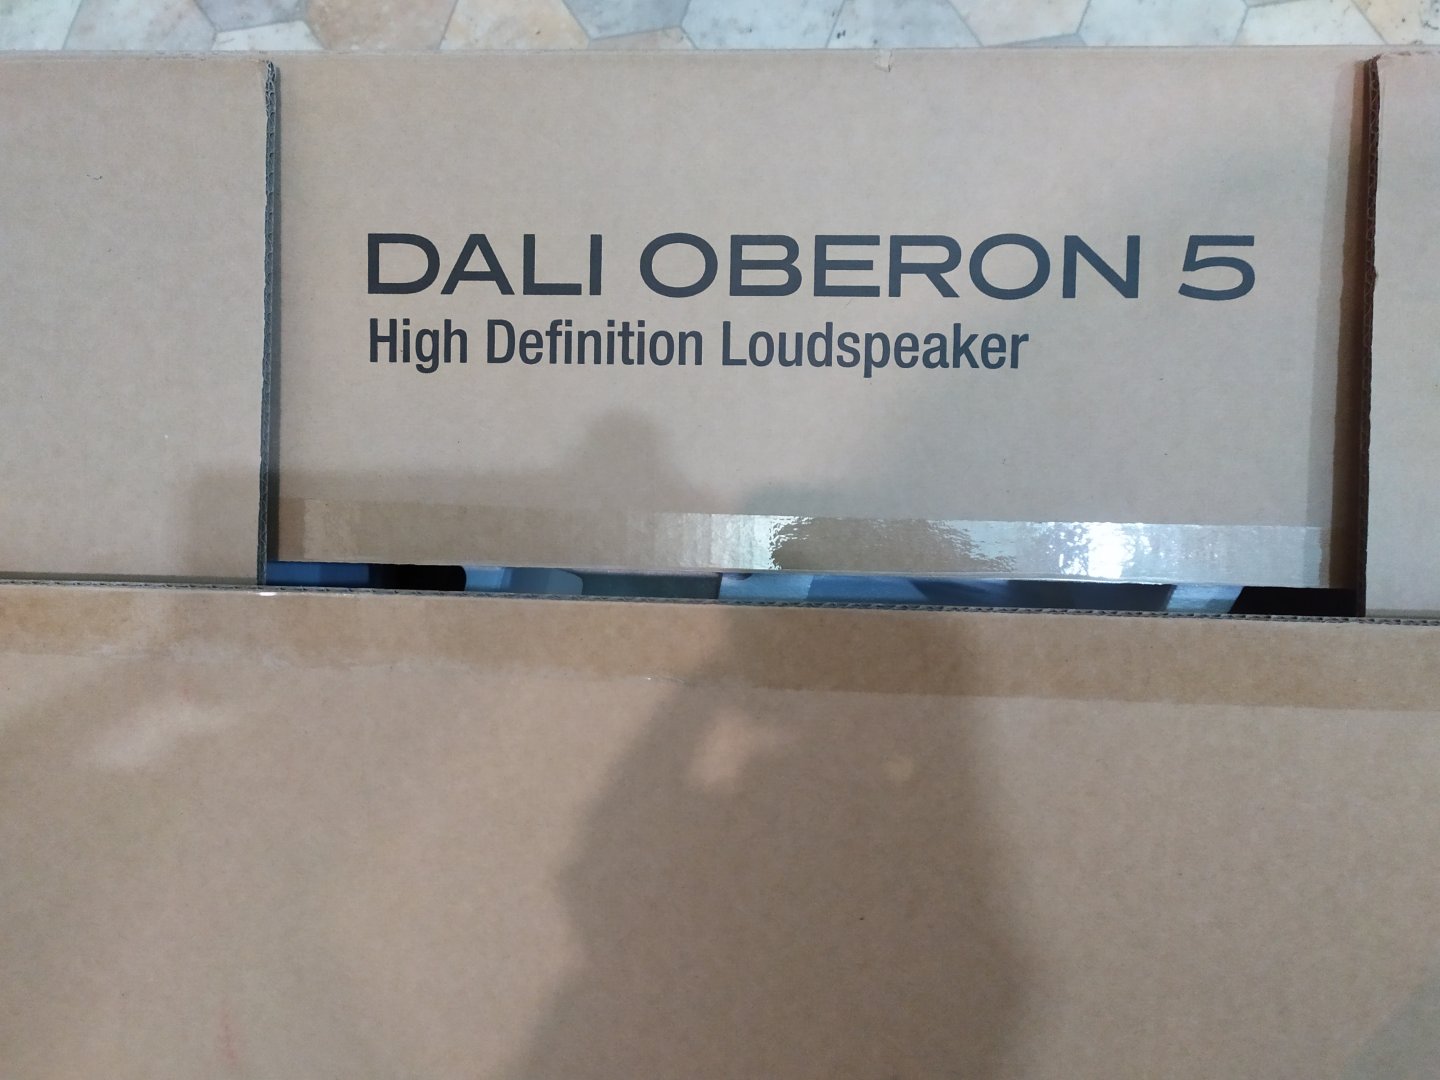 DALI OBERON 5
High Definition Loudspeaker